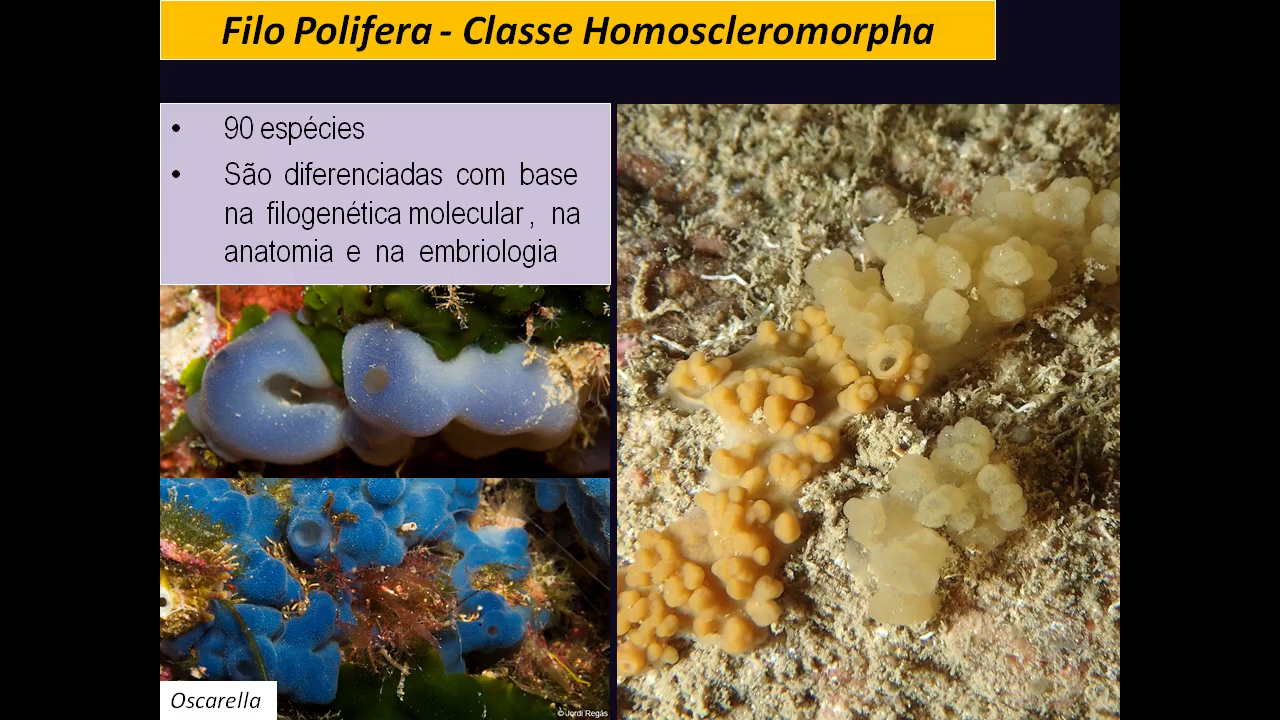 Filo Polifera - Classe Homoscleromorpha
• 90 espécies
• São diferenciadas com base
na filogenética molecular , na
anatomia e na embriologia
Oscarella
© Jordi Regàs